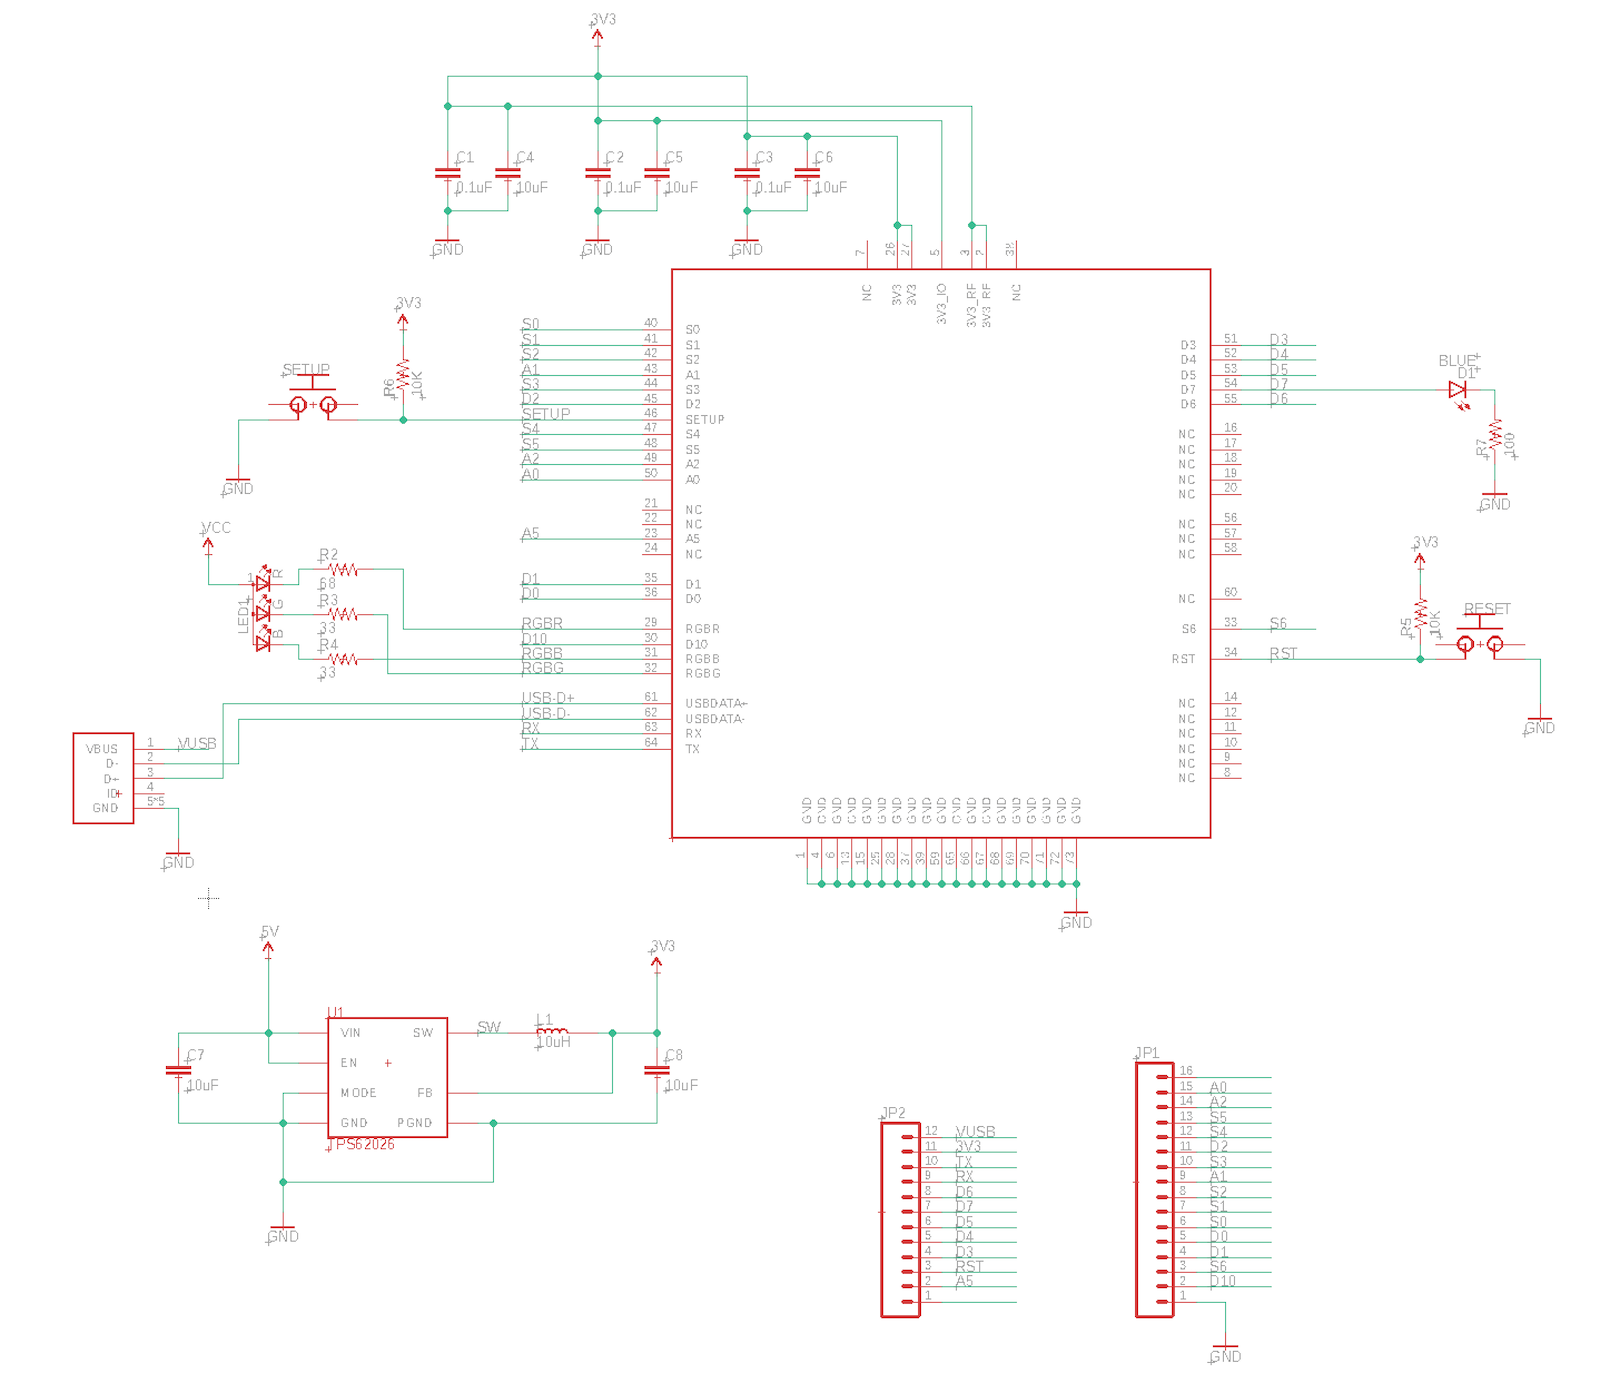 3V3
C1
0.1uF
C4
10uF
C2
0.1uF
C5
10uF
C3
0.1uF
C6
10uF
GND
GND
GND
7
26
27
5
3
2
38
NC
3V3
3V3
3V3_IO
3V3_RF
3V3_RF
NC
3V3
R6
10K
SETUP
GND
S0 40 S0
S1 41 S1
S2 42 S2
A1 43 A1
S3 44 S3
D2 45 D2
SETUP 46 SETUP
S4 47 S4
S5 48 S5
A2 49 A2
A0 50 A0
21 NC
22 NC
A5 23 A5
24 NC
D1 35 D1
D0 36 D0
RGBR 29 RGBR
D10 30 D10
RGBB 31 RGBB
RGBG 32 RGBG
USB-D+ 61 USBDATA+
USB-D- 62 USBDATA-
RX 63 RX
TX 64 TX
D3 51 D3
D4 52 D4
D5 53 D5
D7 54 D7
D6 55 D6
NC 16
NC 17
NC 18
NC 19
NC 20
NC 56
NC 57
NC 58
NC 60
S6 33 S6
RST 34 RST
NC 14
NC 12
NC 11
NC 10
NC 9
NC 8
BLUE
D1
R7
100
GND
3V3
R5
10K
RESET
GND
VCC
LED1
1
R
G
B
R2
68
R3
33
R4
33
VBUS 1 VUSB
D- 2
D+ 3
ID 4
GND 5*5
GND
GND GND GND GND GND GND GND GND GND GND GND GND GND GND GND GND GND GND GND
1 4 6 13 15 25 28 37 39 59 65 66 67 68 69 70 71 72 73
GND
5V
C7
10uF
U1
VIN SW
EN
MODE FB
GND PGND
TPS62026
SW
L1
10uH
3V3
C8
10uF
GND
JP2
12 VUSB
11 3V3
10 TX
9 RX
8 D6
7 D7
6 D5
5 D4
4 D3
3 RST
2 A5
1
JP1
16
15 A0
14 A2
13 S5
12 S4
11 D2
10 S3
9 A1
8 S2
7 S1
6 S0
5 D0
4 D1
3 S6
2 D10
1
GND